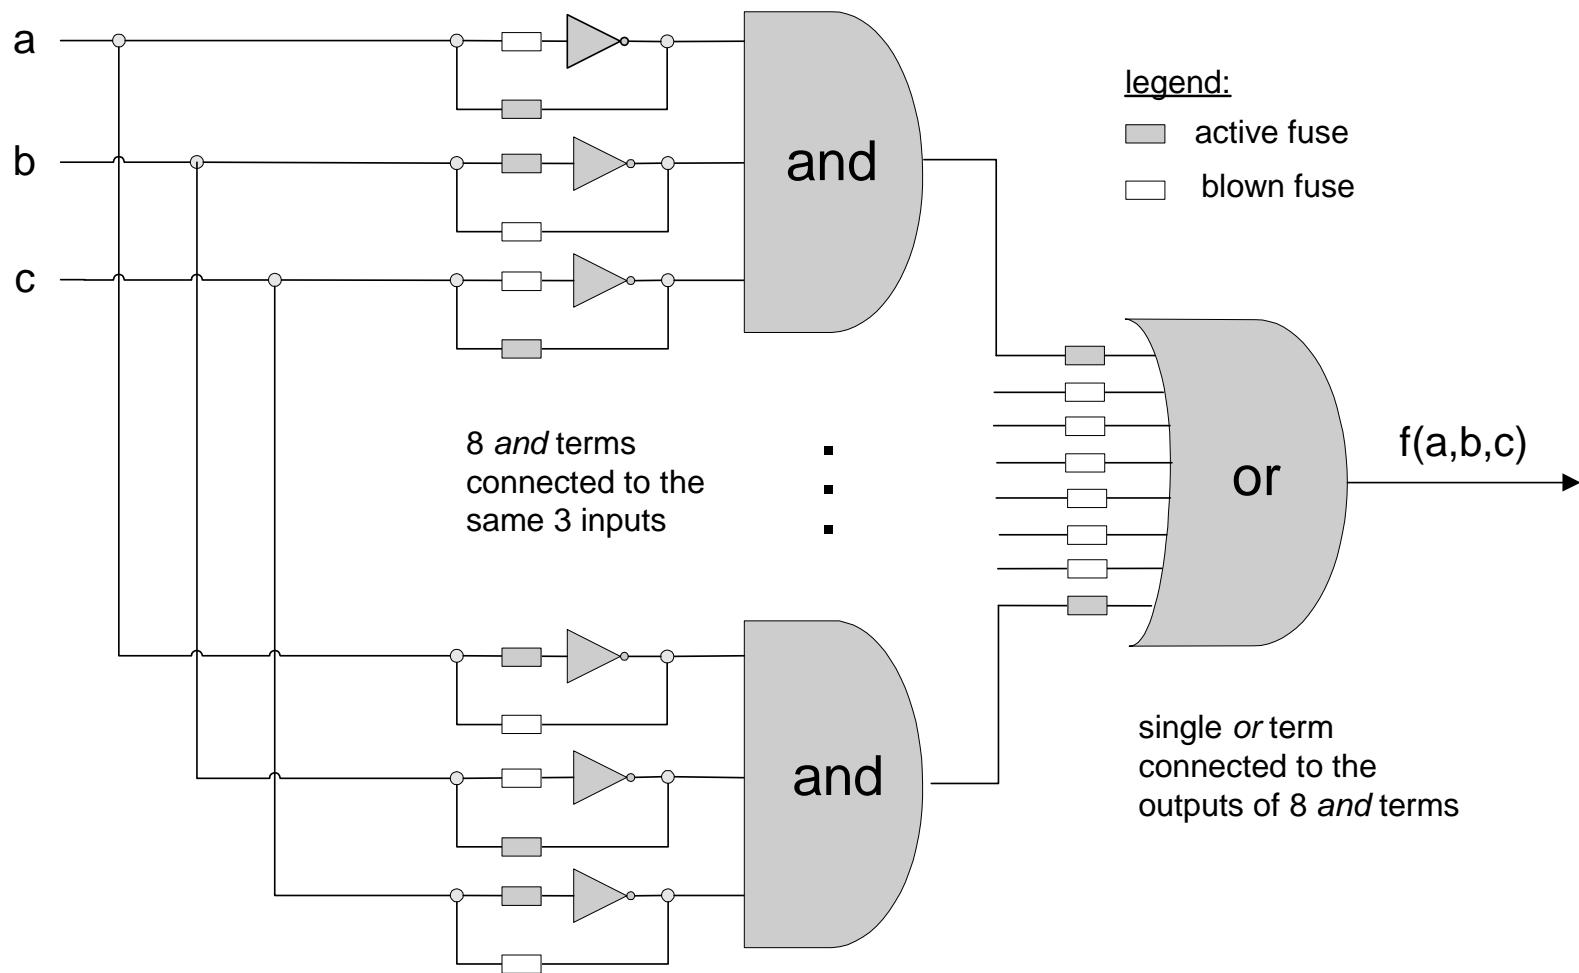 a
b
c
and
legend:
active fuse
blown fuse
8 and terms
connected to the
same 3 inputs
or
f(a,b,c)
and
single or term
connected to the
outputs of 8 and terms